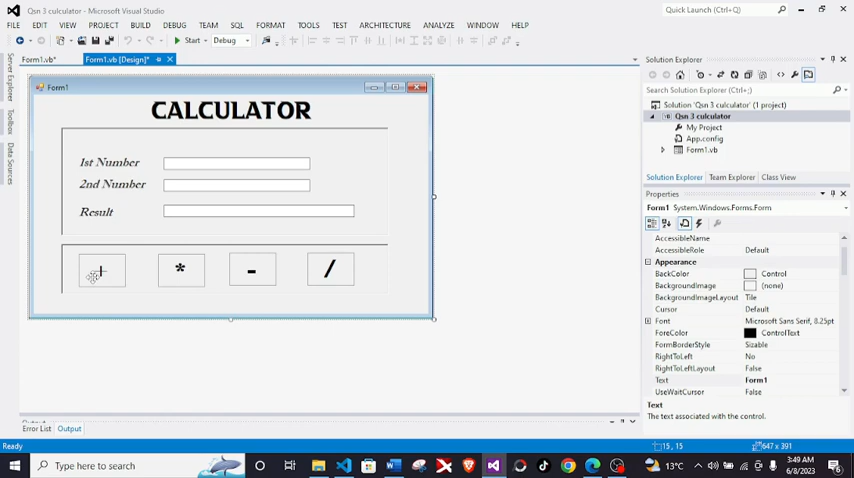 Qsn 3 culculator - Microsoft Visual Studio
Quick Launch (Ctrl+Q)
FILE EDIT VIEW PROJECT BUILD DEBUG TEAM SQL FORMAT TOOLS TEST ARCHITECTURE ANALYZE WINDOW HELP
Start Debug
Form1.vb* Form1.vb [Design]*
Server Explorer
Toolbox
Data Sources
Form1
CALCULATOR
1st Number
2nd Number
Result
+ * - /
Solution Explorer
Search Solution Explorer (Ctrl+;)
Solution 'Qsn 3 culculator' (1 project)
Qsn 3 culculator
My Project
App.config
Form1.vb
Solution Explorer Team Explorer Class View
Properties
Form1 System.Windows.Forms.Form
AccessibleName
AccessibleRole Default
Appearance
BackColor Control
BackgroundImage (none)
BackgroundImageLayout Tile
Cursor Default
Font Microsoft Sans Serif, 8.25pt
ForeColor ControlText
FormBorderStyle Sizable
RightToLeft No
RightToLeftLayout False
Text Form1
UseWaitCursor False
Text
The text associated with the control.
Output
Error List Output
Ready 15, 15 647 x 391
Type here to search
13°C
3:49 AM
6/8/2023